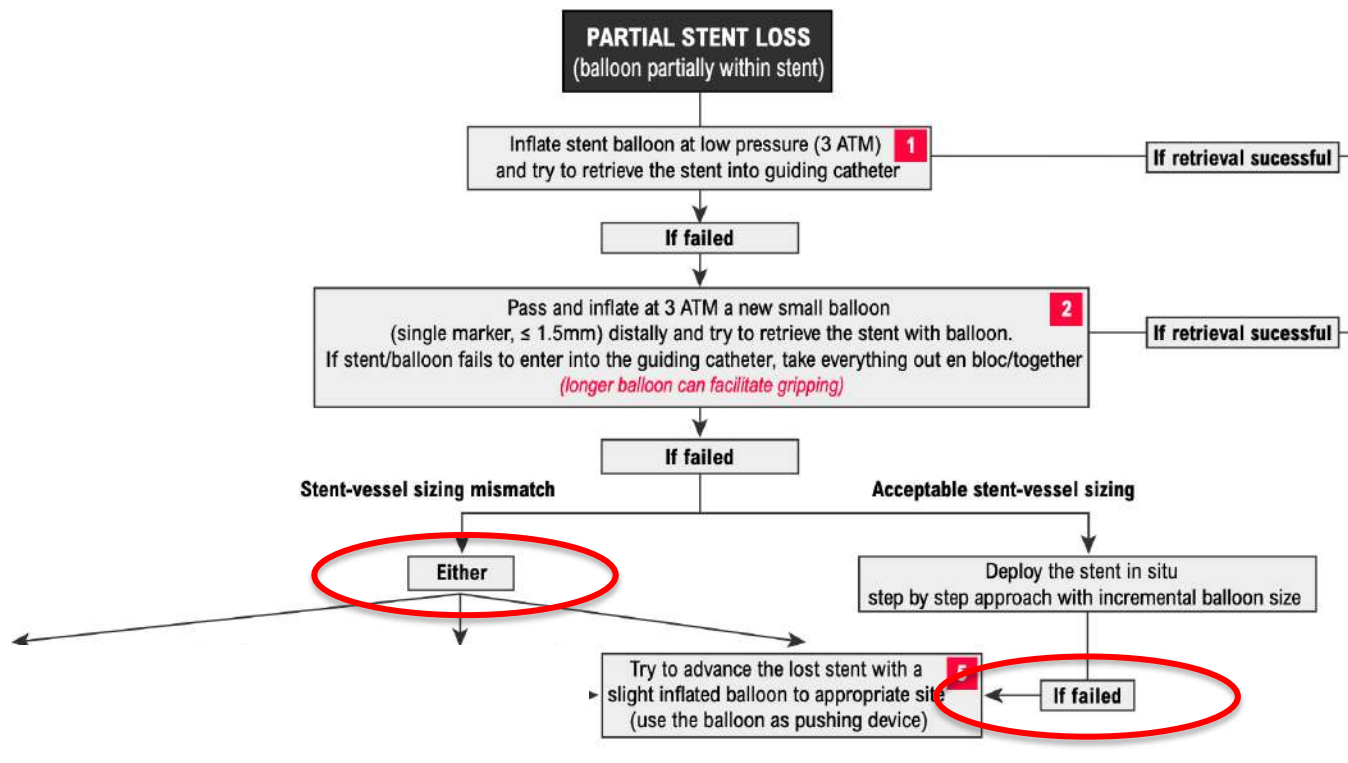 PARTIAL STENT LOSS
(balloon partially within stent)
Inflate stent balloon at low pressure (3 ATM)
and try to retrieve the stent into guiding catheter
1
If retrieval sucessful
If failed
Pass and inflate at 3 ATM a new small balloon
(single marker, ≤ 1.5mm) distally and try to retrieve the stent with balloon.
If stent/balloon fails to enter into the guiding catheter, take everything out en bloc/together
(longer balloon can facilitate gripping)
2
If retrieval sucessful
If failed
Stent-vessel sizing mismatch
Acceptable stent-vessel sizing
Either
Deploy the stent in situ
step by step approach with incremental balloon size
Try to advance the lost stent with a
slight inflated balloon to appropriate site
(use the balloon as pushing device)
5
If failed